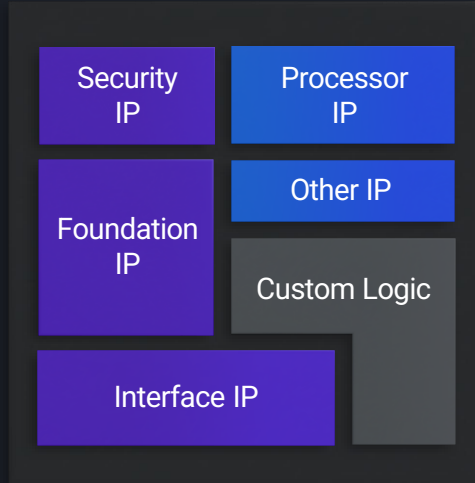 Security
IP
Processor
IP
Other IP
Foundation
IP
Custom Logic
Interface IP